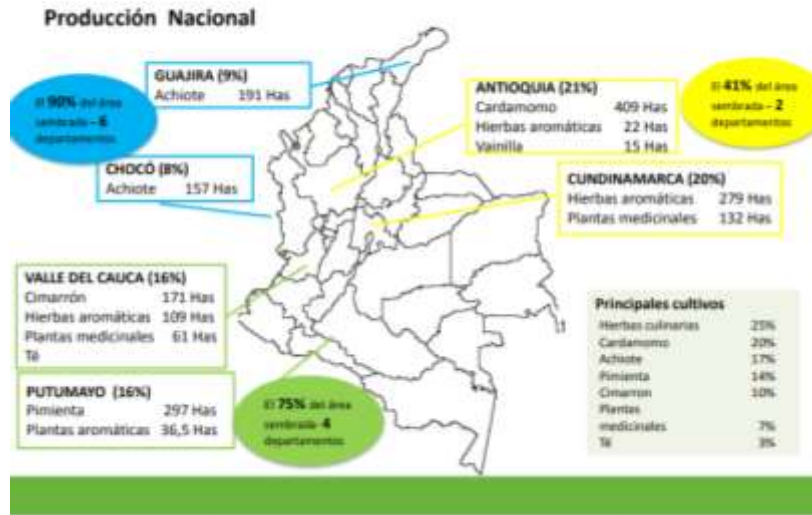 Producción Nacional
GUAJIRA (9%)
Achiote 191 Has
El 90% del área
sembrada – 6
departamentos
ANTIOQUIA (21%)
Cardamomo 409 Has
Hierbas aromáticas 22 Has
Vainilla 15 Has
El 41% del área
sembrada – 2
departamentos
CHOCÓ (8%)
Achiote 157 Has
CUNDINAMARCA (20%)
Hierbas aromáticas 279 Has
Plantas medicinales 132 Has
VALLE DEL CAUCA (16%)
Cimarrón 171 Has
Hierbas aromáticas 109 Has
Plantas medicinales 61 Has
Té
PUTUMAYO (16%)
Pimienta 297 Has
Plantas aromáticas 36,5 Has
El 75% del área
sembrada -4
departamentos
Principales cultivos
Hierbas culinarias 25%
Cardamomo 20%
Achiote 17%
Pimienta 14%
Cimarron 10%
Plantas
medicinales 7%
Té 3%